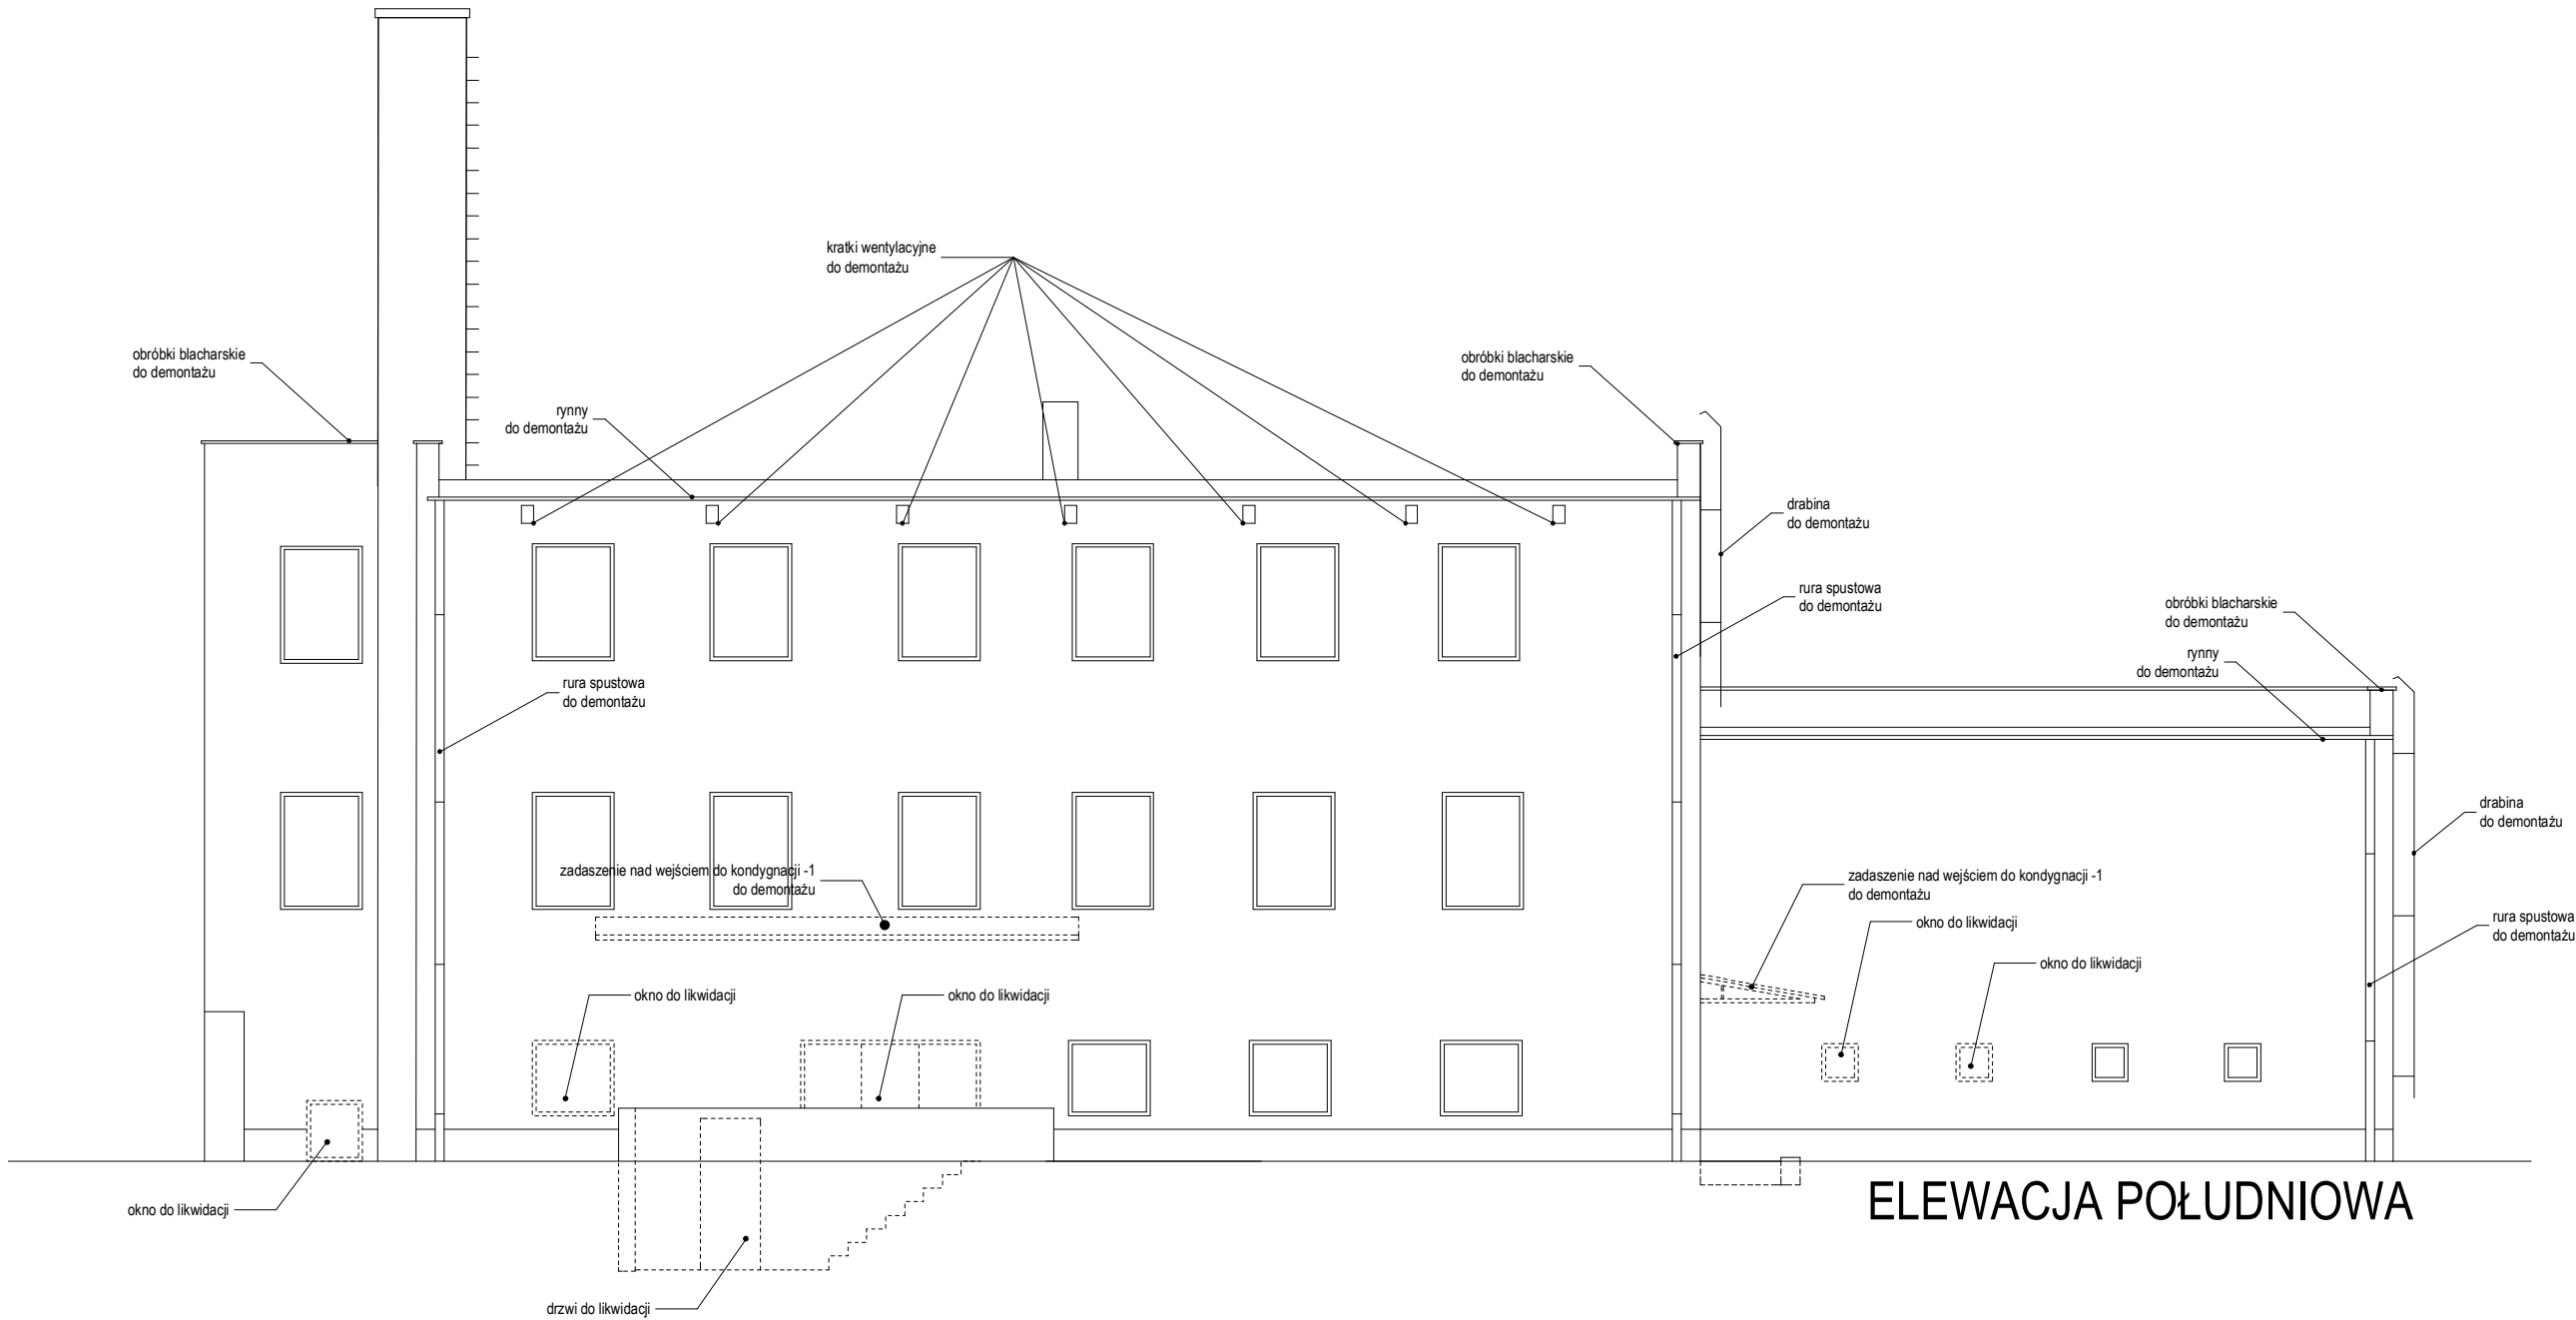 kratki wentylacyjne
do demontażu
obróbki blacharskie
do demontażu
obróbki blacharskie
do demontażu
rynny
do demontażu
drabina
do demontażu
rura spustowa
do demontażu
obróbki blacharskie
do demontażu
rynny
do demontażu
rura spustowa
do demontażu
drabina
do demontażu
zadaszenie nad wejściem do kondygnacji -1
do demontażu
zadaszenie nad wejściem do kondygnacji -1
do demontażu
okno do likwidacji
rura spustowa
do demontażu
okno do likwidacji
okno do likwidacji
okno do likwidacji
okno do likwidacji
ELEWACJA POŁUDNIOWA
drzwi do likwidacji